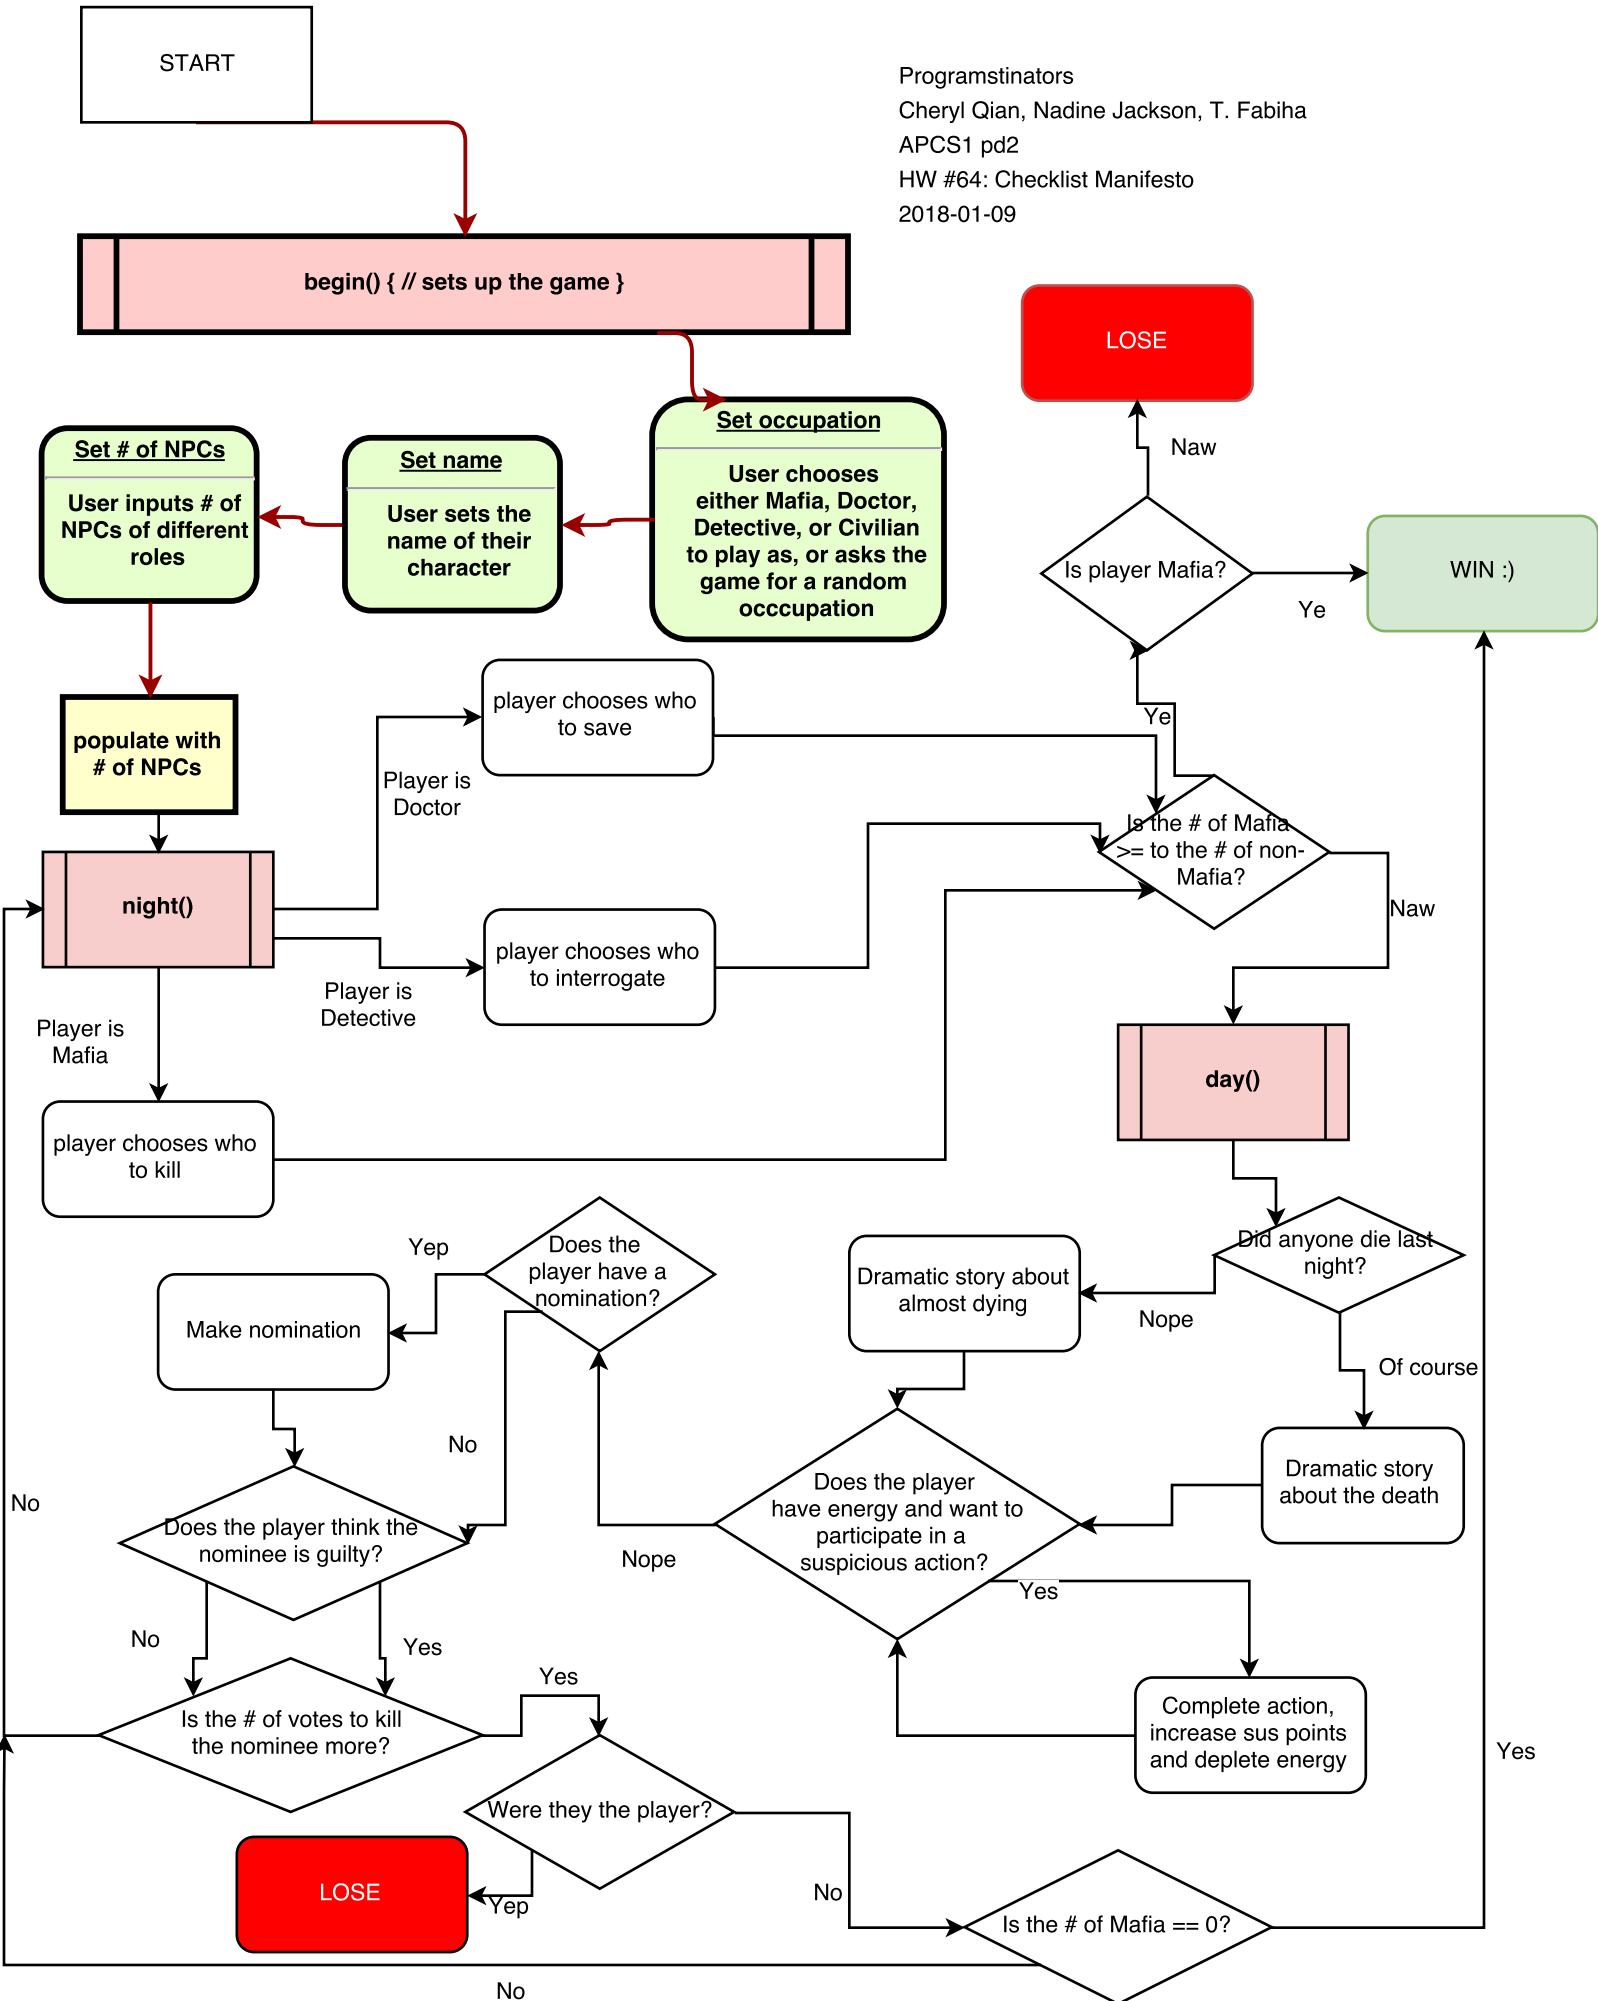 START
Programstinators
Cheryl Qian, Nadine Jackson, T. Fabiha
APCS1 pd2
HW #64: Checklist Manifesto
2018-01-09
begin() { // sets up the game }
LOSE
Set occupation
User chooses
either Mafia, Doctor,
Detective, or Civilian
to play as, or asks the
game for a random
occcupation
Set name
User sets the
name of their
character
Set # of NPCs
User inputs # of
NPCs of different
roles
Naw
Is player Mafia?
Ye
WIN :)
populate with
# of NPCs
player chooses who
to save
Ye
Player is
Doctor
Is the # of Mafia
>= to the # of non-
Mafia?
night()
Naw
player chooses who
to interrogate
Player is
Detective
Player is
Mafia
day()
player chooses who
to kill
Did anyone die last
night?
Nope
Of course
Dramatic story about
almost dying
Dramatic story
about the death
Does the
player have a
nomination?
Yep
Make nomination
No
Does the player
have energy and want to
participate in a
suspicious action?
Nope
Yes
Complete action,
increase sus points
and deplete energy
No
Does the player think the
nominee is guilty?
No
Yes
Is the # of votes to kill
the nominee more?
Yes
Were they the player?
Yep
LOSE
No
Is the # of Mafia == 0?
Yes
No